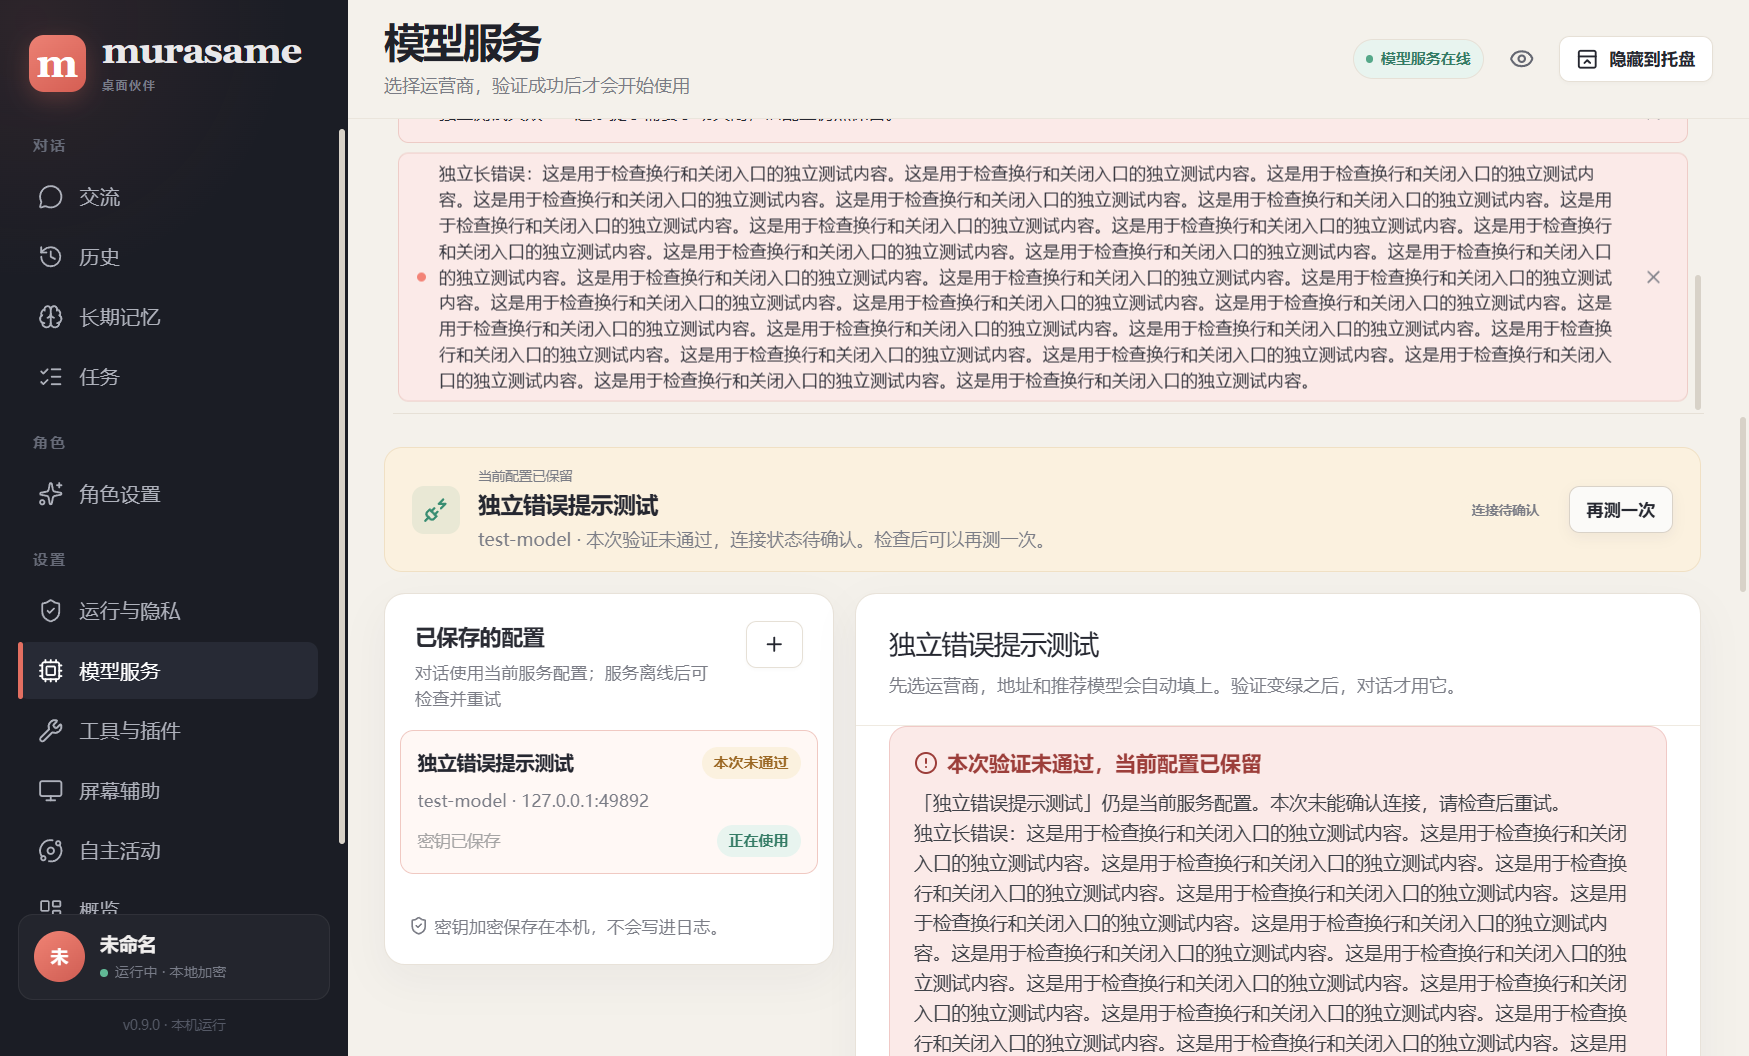 m
murasame
桌面伙伴
对话
交流
历史
长期记忆
任务
角色
角色设置
设置
运行与隐私
模型服务
工具与插件
屏幕辅助
自主活动
概览
未
未命名
运行中 · 本地加密
v0.9.0 · 本机运行
模型服务
选择运营商，验证成功后才会开始使用
模型服务在线
隐藏到托盘
独立长错误：这是用于检查换行和关闭入口的独立测试内容。这是用于检查换行和关闭入口的独立测试内容。这是用于检查换行和关闭入口的独立测试内
容。这是用于检查换行和关闭入口的独立测试内容。这是用于检查换行和关闭入口的独立测试内容。这是用于检查换行和关闭入口的独立测试内容。这是用
于检查换行和关闭入口的独立测试内容。这是用于检查换行和关闭入口的独立测试内容。这是用于检查换行和关闭入口的独立测试内容。这是用于检查换行
和关闭入口的独立测试内容。这是用于检查换行和关闭入口的独立测试内容。这是用于检查换行和关闭入口的独立测试内容。这是用于检查换行和关闭入口
的独立测试内容。这是用于检查换行和关闭入口的独立测试内容。这是用于检查换行和关闭入口的独立测试内容。这是用于检查换行和关闭入口的独立测试
内容。这是用于检查换行和关闭入口的独立测试内容。这是用于检查换行和关闭入口的独立测试内容。这是用于检查换行和关闭入口的独立测试内容。这是
用于检查换行和关闭入口的独立测试内容。这是用于检查换行和关闭入口的独立测试内容。这是用于检查换行和关闭入口的独立测试内容。这是用于检查换
行和关闭入口的独立测试内容。这是用于检查换行和关闭入口的独立测试内容。这是用于检查换行和关闭入口的独立测试内容。这是用于检查换行和关闭入
口的独立测试内容。这是用于检查换行和关闭入口的独立测试内容。这是用于检查换行和关闭入口的独立测试内容。
当前配置已保留
独立错误提示测试
test-model · 本次验证未通过，连接状态待确认。检查后可以再测一次。
连接待确认
再测一次
已保存的配置
对话使用当前服务配置；服务离线后可
检查并重试
独立错误提示测试
本次未通过
test-model · 127.0.0.1:49892
密钥已保存
正在使用
密钥加密保存在本机，不会写进日志。
独立错误提示测试
先选运营商，地址和推荐模型会自动填上。验证变绿之后，对话才用它。
本次验证未通过，当前配置已保留
「独立错误提示测试」仍是当前服务配置。本次未能确认连接，请检查后重试。
独立长错误：这是用于检查换行和关闭入口的独立测试内容。这是用于检查换行和关闭
入口的独立测试内容。这是用于检查换行和关闭入口的独立测试内容。这是用于检查换
行和关闭入口的独立测试内容。这是用于检查换行和关闭入口的独立测试内容。这是用
于检查换行和关闭入口的独立测试内容。这是用于检查换行和关闭入口的独立测试内
容。这是用于检查换行和关闭入口的独立测试内容。这是用于检查换行和关闭入口的独
立测试内容。这是用于检查换行和关闭入口的独立测试内容。这是用于检查换行和关闭
入口的独立测试内容。这是用于检查换行和关闭入口的独立测试内容。这是用于检查换
行和关闭入口的独立测试内容。这是用于检查换行和关闭入口的独立测试内容。这是用